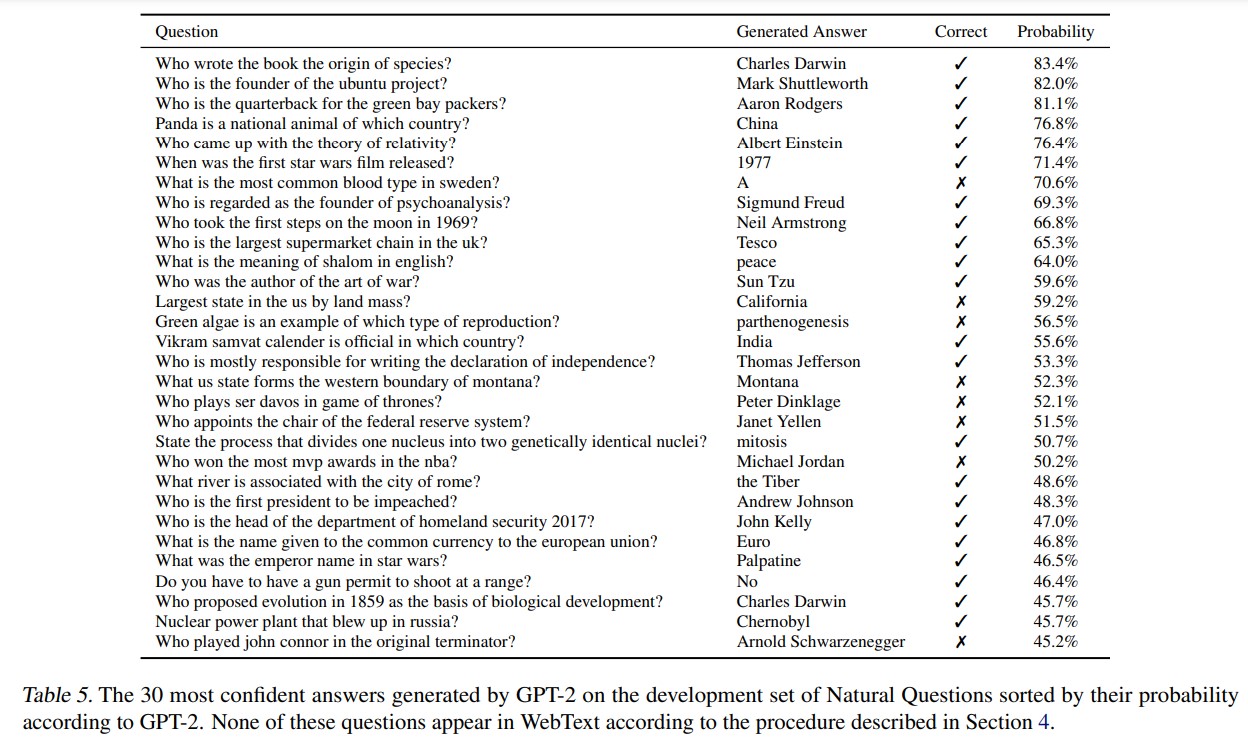 Question Generated Answer Correct Probability
Who wrote the book the origin of species? Charles Darwin ✓ 83.4%
Who is the founder of the ubuntu project? Mark Shuttleworth ✓ 82.0%
Who is the quarterback for the green bay packers? Aaron Rodgers ✓ 81.1%
Panda is a national animal of which country? China ✓ 76.8%
Who came up with the theory of relativity? Albert Einstein ✓ 76.4%
When was the first star wars film released? 1977 ✓ 71.4%
What is the most common blood type in sweden? A ✗ 70.6%
Who is regarded as the founder of psychoanalysis? Sigmund Freud ✓ 69.3%
Who took the first steps on the moon in 1969? Neil Armstrong ✓ 66.8%
Who is the largest supermarket chain in the uk? Tesco ✓ 65.3%
What is the meaning of shalom in english? peace ✓ 64.0%
Who was the author of the art of war? Sun Tzu ✓ 59.6%
Largest state in the us by land mass? California ✗ 59.2%
Green algae is an example of which type of reproduction? parthenogenesis ✗ 56.5%
Vikram samvat calender is official in which country? India ✓ 55.6%
Who is mostly responsible for writing the declaration of independence? Thomas Jefferson ✓ 53.3%
What us state forms the western boundary of montana? Montana ✗ 52.3%
Who plays ser davos in game of thrones? Peter Dinklage ✗ 52.1%
Who appoints the chair of the federal reserve system? Janet Yellen ✗ 51.5%
State the process that divides one nucleus into two genetically identical nuclei? mitosis ✓ 50.7%
Who won the most mvp awards in the nba? Michael Jordan ✗ 50.2%
What river is associated with the city of rome? the Tiber ✓ 48.6%
Who is the first president to be impeached? Andrew Johnson ✓ 48.3%
Who is the head of the department of homeland security 2017? John Kelly ✓ 47.0%
What is the name given to the common currency to the european union? Euro ✓ 46.8%
What was the emperor name in star wars? Palpatine ✓ 46.5%
Do you have to have a gun permit to shoot at a range? No ✓ 46.4%
Who proposed evolution in 1859 as the basis of biological development? Charles Darwin ✓ 45.7%
Nuclear power plant that blew up in russia? Chernobyl ✓ 45.7%
Who played john connor in the original terminator? Arnold Schwarzenegger ✗ 45.2%
Table 5. The 30 most confident answers generated by GPT-2 on the development set of Natural Questions sorted by their probability
according to GPT-2. None of these questions appear in WebText according to the procedure described in Section 4.